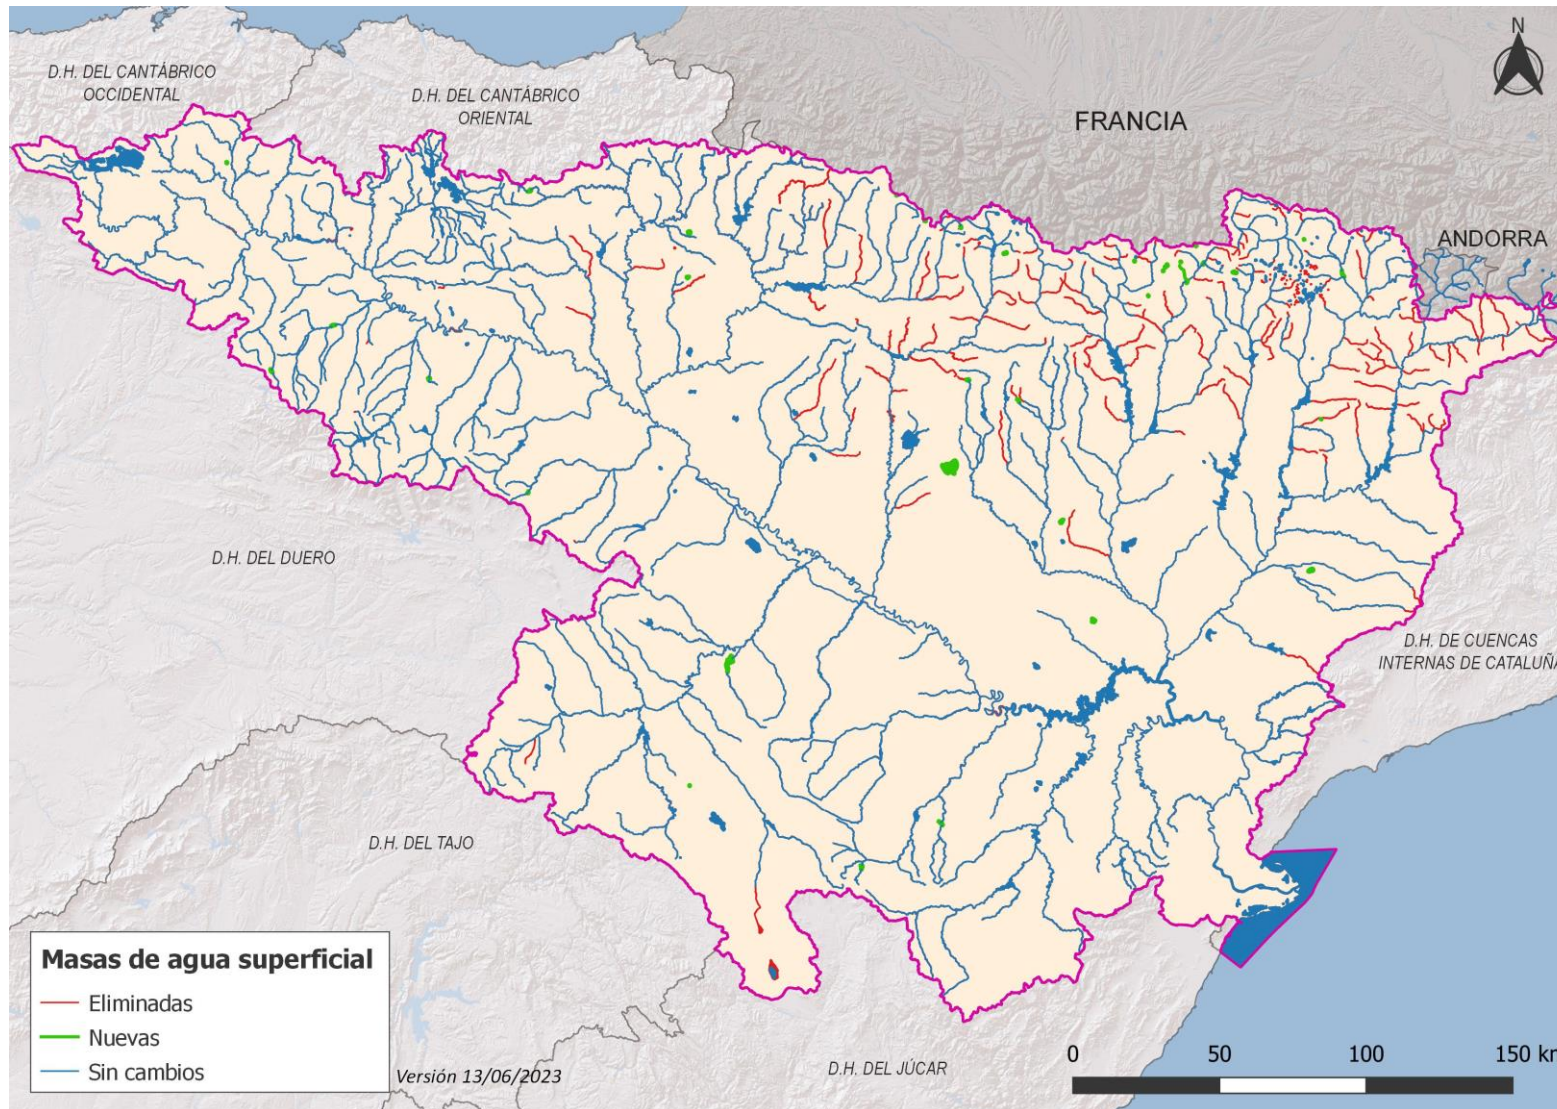 N
D.H. DEL CANTÁBRICO
OCCIDENTAL
D.H. DEL CANTÁBRICO
ORIENTAL
FRANCIA
ANDORRA
D.H. DEL DUERO
D.H. DE CUENCAS
INTERNAS DE CATALUÑA
D.H. DEL TAJO
D.H. DEL JÚCAR
Masas de agua superficial
Eliminadas
Nuevas
Sin cambios
Versión 13/06/2023
0 50 100 150 km